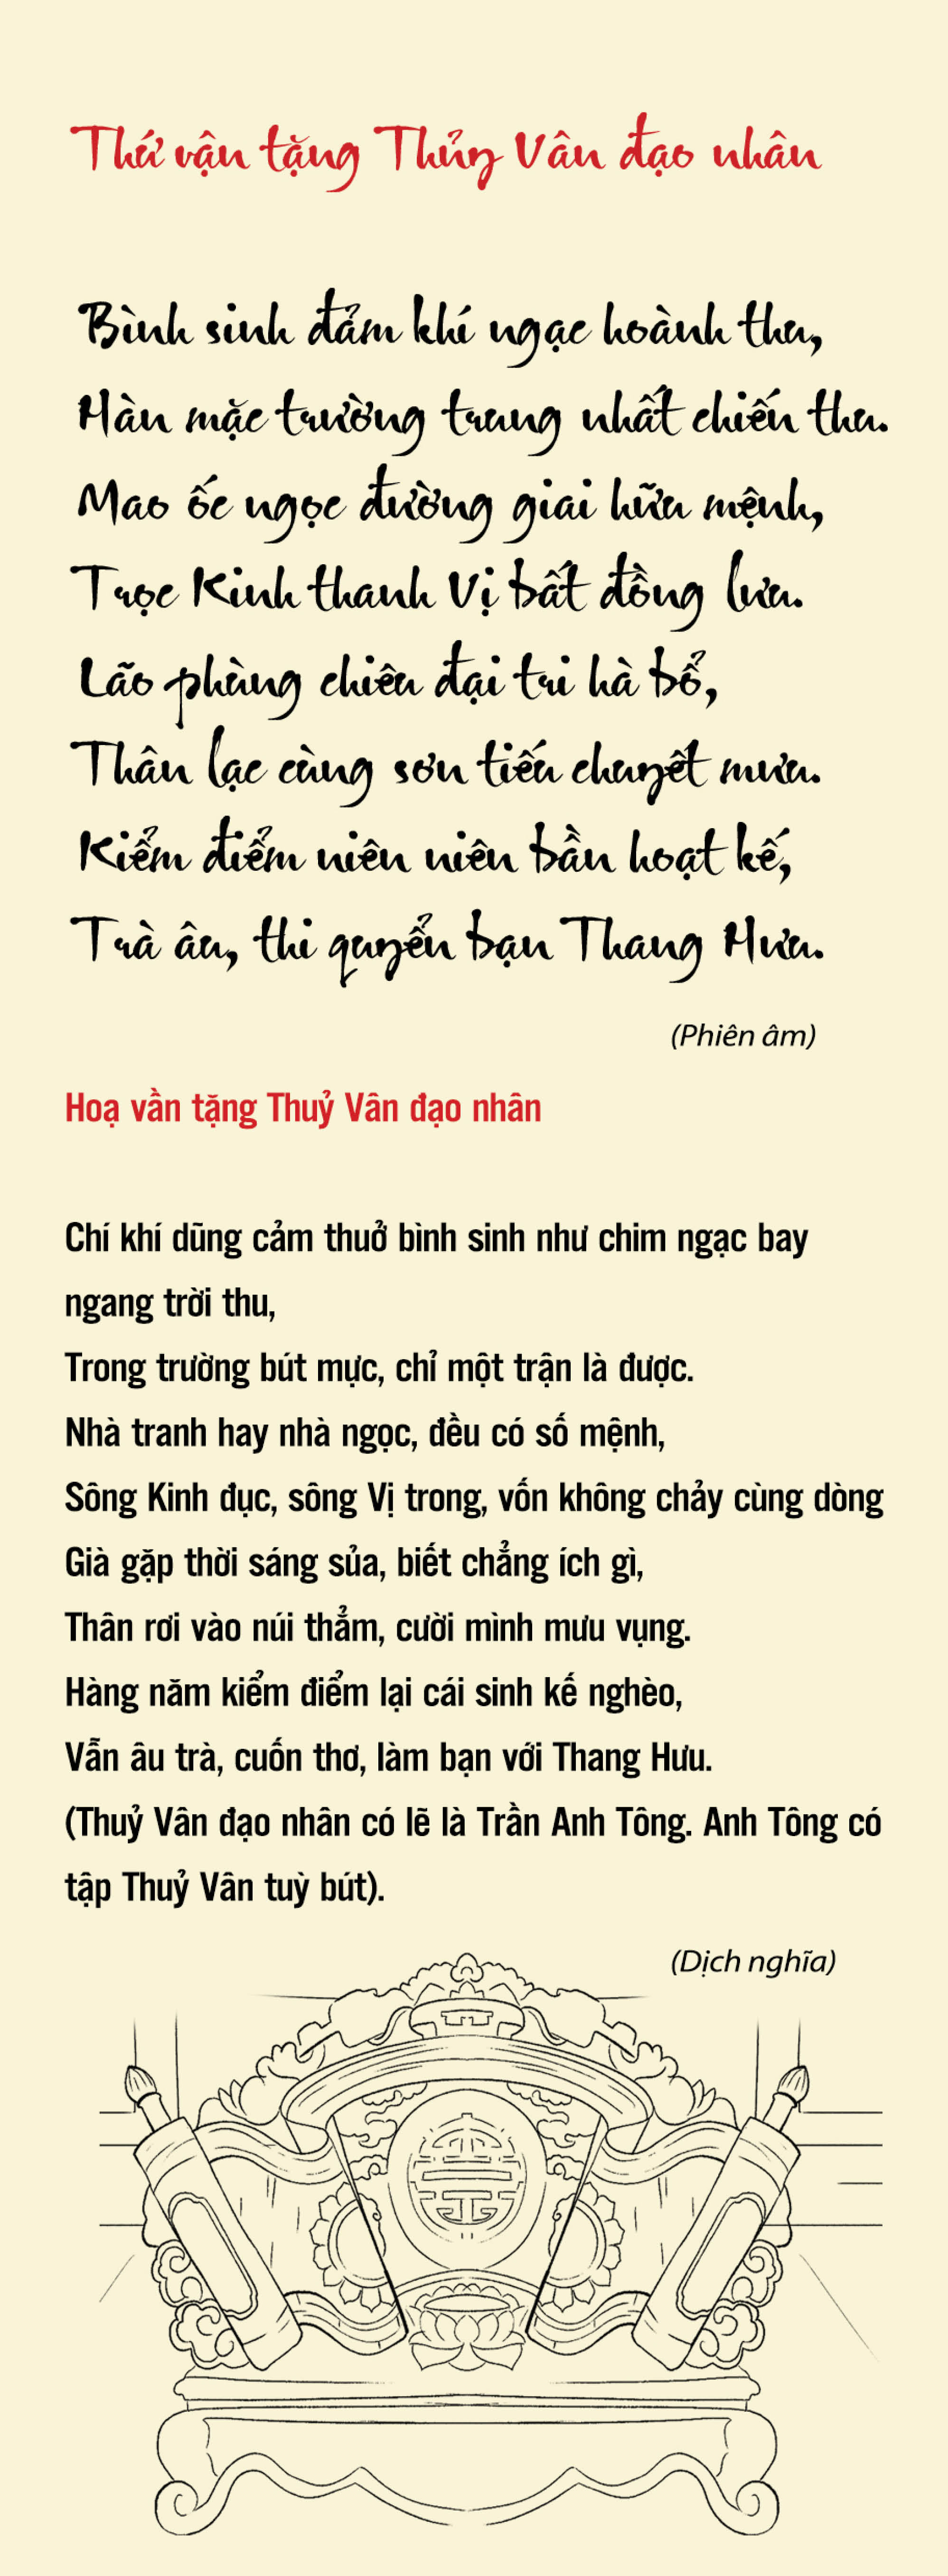 Thứ vận tặng Thủy Vân đạo nhân
Bình sinh đảm khí ngạc hoành thu,
Hàn mặc trường trung nhất chiến thu.
Mao ốc ngọc đường giai hữu mệnh,
Trọc Kinh thanh Vị bất đồng lưu.
Lão phùng chiêu đại tri hà bổ,
Thân lạc cùng sơn tiếu chuyết mưu.
Kiểm điểm niên niên bần hoạt kế,
Trà âu, thi quyển bạn Thang Hưu.
(Phiên âm)
Hoạ vần tặng Thuỷ Vân đạo nhân
Chí khí dũng cảm thuở bình sinh như chim ngạc bay
ngang trời thu,
Trong trường bút mực, chỉ một trận là được.
Nhà tranh hay nhà ngọc, đều có số mệnh,
Sông Kinh đục, sông Vị trong, vốn không chảy cùng dòng
Già gặp thời sáng sủa, biết chẳng ích gì,
Thân rơi vào núi thẳm, cười mình mưu vụng.
Hàng năm kiểm điểm lại cái sinh kế nghèo,
Vẫn âu trà, cuốn thơ, làm bạn với Thang Hưu.
(Thuỷ Vân đạo nhân có lẽ là Trần Anh Tông. Anh Tông có
tập Thuỷ Vân tuỳ bút).
(Dịch nghĩa)